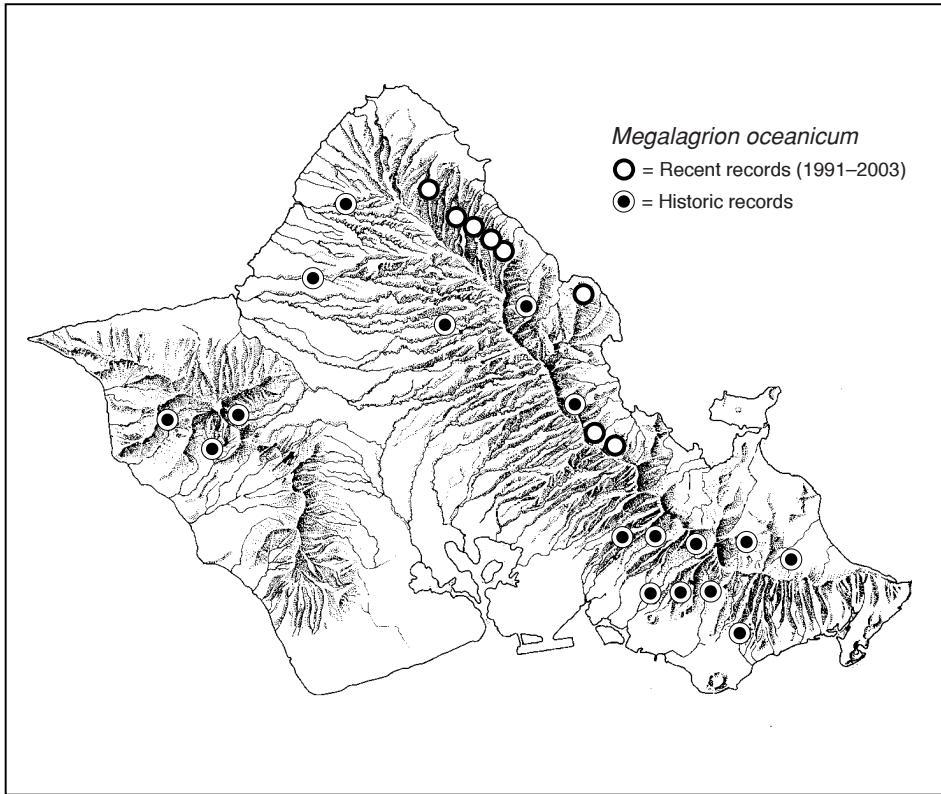 Megalagrion oceanicum
= Recent records (1991–2003)
= Historic records